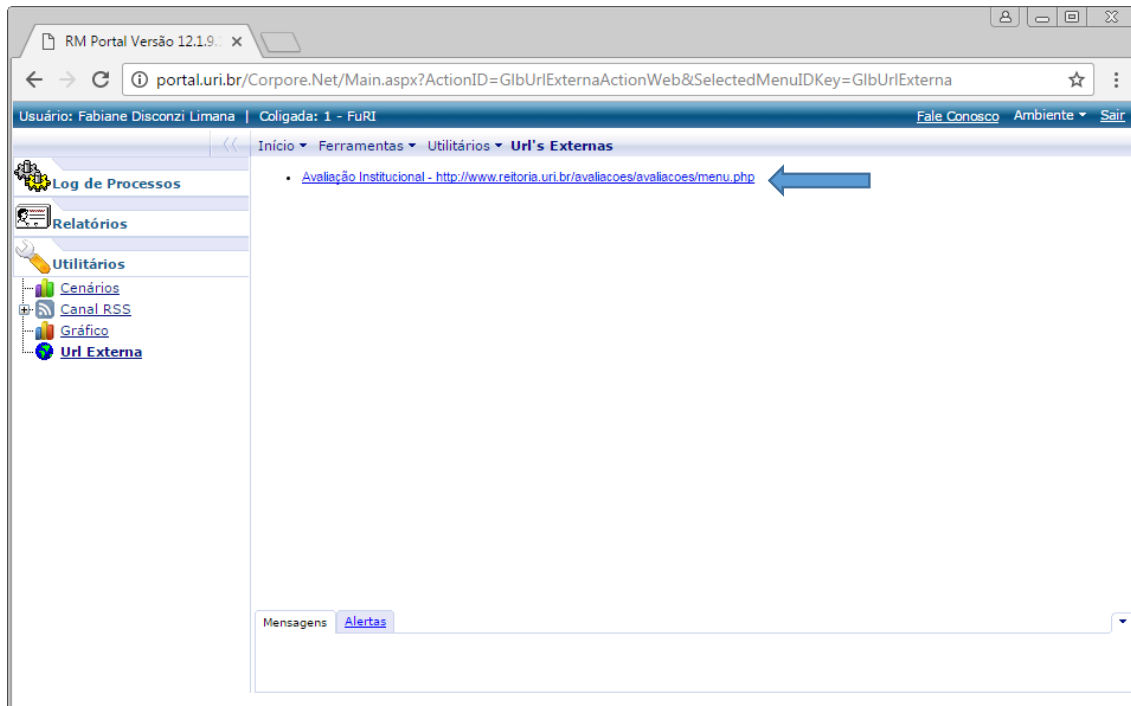 RM Portal Versão 12.1.9.
portal.uri.br/Corpore.Net/Main.aspx?ActionID=GlbUrlExternaActionWeb&SelectedMenuIDKey=GlbUrlExterna
Usuário: Fabiane Disconzi Limana | Coligada: 1 - FuRI Fale Conosco Ambiente Sair
Início Ferramentas Utilitários Url's Externas
Log de Processos
Relatórios
Utilitários
Cenários
Canal RSS
Gráfico
Url Externa
• Avaliação Institucional - http://www.reitoria.uri.br/avaliacoes/avaliacoes/menu.php
Mensagens Alertas